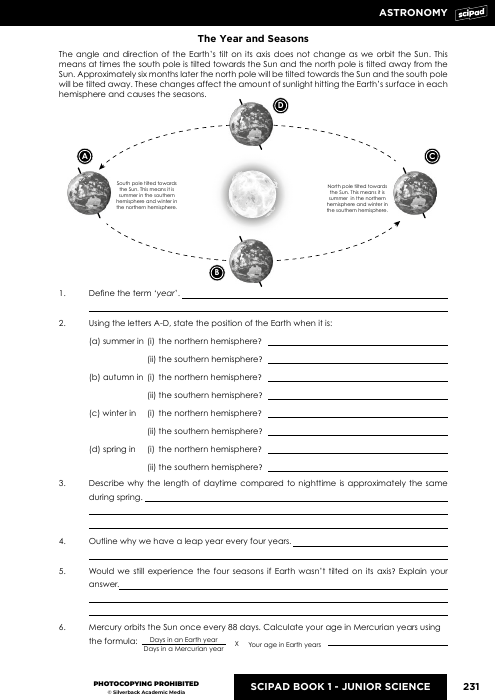 ASTRONOMY scipad
The Year and Seasons
The angle and direction of the Earth's tilt on its axis does not change as we orbit the Sun. This
means at times the south pole is tilted towards the Sun and the north pole is tilted away from the
Sun. Approximately six months later the north pole will be tilted towards the Sun and the south pole
will be tilted away. These changes affect the amount of sunlight hitting the Earth's surface in each
hemisphere and causes the seasons.
D
A
C
South pole tilted towards
the Sun. This means it is
summer in the southern
hemisphere and winter in
the northern hemisphere.
North pole tilted towards
the Sun. This means it is
summer in the northern
hemisphere and winter in
the southern hemisphere.
B
1. Define the term 'year'.
2. Using the letters A-D, state the position of the Earth when it is:
(a) summer in (i) the northern hemisphere?
(ii) the southern hemisphere?
(b) autumn in (i) the northern hemisphere?
(ii) the southern hemisphere?
(c) winter in (i) the northern hemisphere?
(ii) the southern hemisphere?
(d) spring in (i) the northern hemisphere?
(ii) the southern hemisphere?
3. Describe why the length of daytime compared to nighttime is approximately the same
during spring.
4. Outline why we have a leap year every four years.
5. Would we still experience the four seasons if Earth wasn't tilted on its axis? Explain your
answer.
6. Mercury orbits the Sun once every 88 days. Calculate your age in Mercurian years using
the formula: Days in an Earth year
Days in a Mercurian year
X Your age in Earth years
PHOTOCOPYING PROHIBITED
© Silverback Academic Media
SCIPAD BOOK 1 - JUNIOR SCIENCE 231